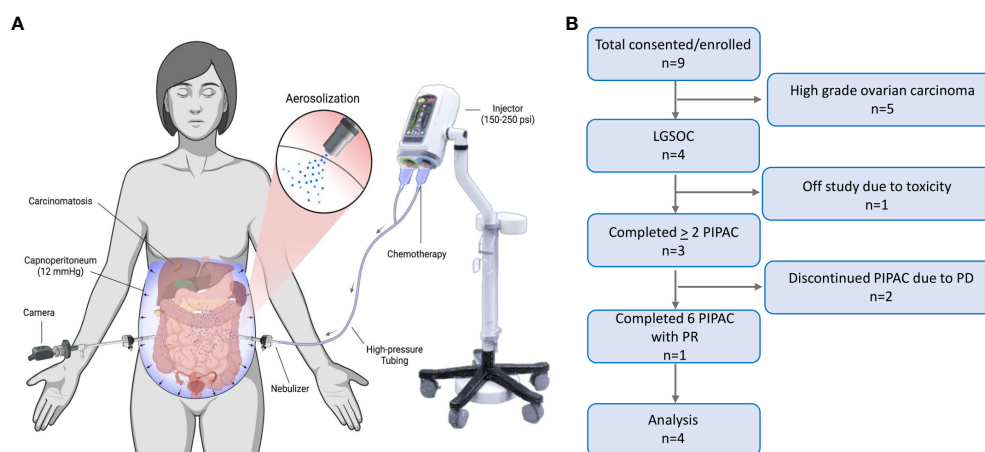 A
Aerosolization
Injector
(150-250 psi)
Carcinomatosis
Capnoperitoneum
(12 mmHg)
Chemotherapy
Camera
High-pressure
Tubing
Nebulizer
B
Total consented/enrolled
n=9
High grade ovarian carcinoma
n=5
LGSOC
n=4
Off study due to toxicity
n=1
Completed ≥ 2 PIPAC
n=3
Discontinued PIPAC due to PD
n=2
Completed 6 PIPAC
with PR
n=1
Analysis
n=4